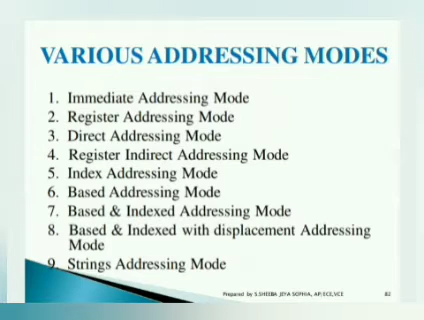 VARIOUS ADDRESSING MODES
1. Immediate Addressing Mode
2. Register Addressing Mode
3. Direct Addressing Mode
4. Register Indirect Addressing Mode
5. Index Addressing Mode
6. Based Addressing Mode
7. Based & Indexed Addressing Mode
8. Based & Indexed with displacement Addressing
Mode
9. Strings Addressing Mode
Prepared by S.SHEEBA JEYA SOPHIA, AP/ECE,VCE 82